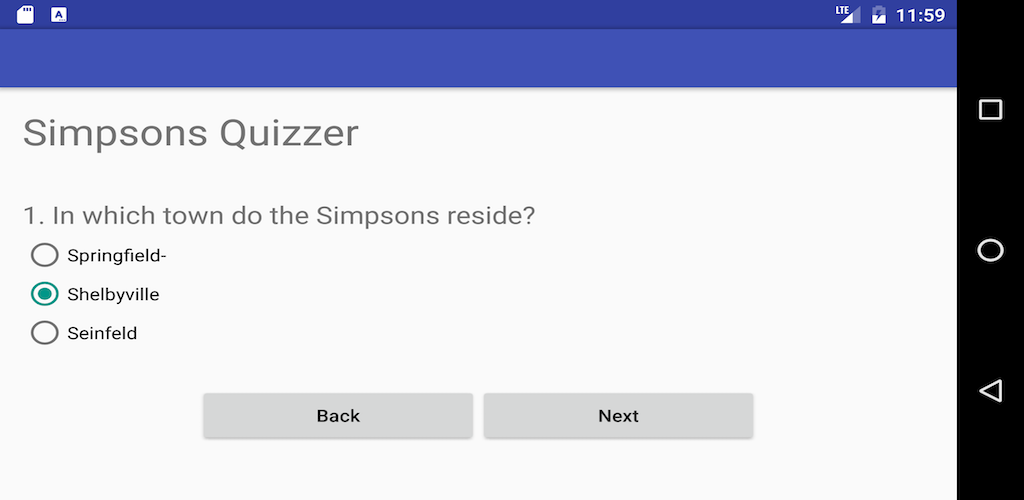 A
LTE
11:59
Simpsons Quizzer
1. In which town do the Simpsons reside?
Springfield-
Shelbyville
Seinfeld
Back
Next